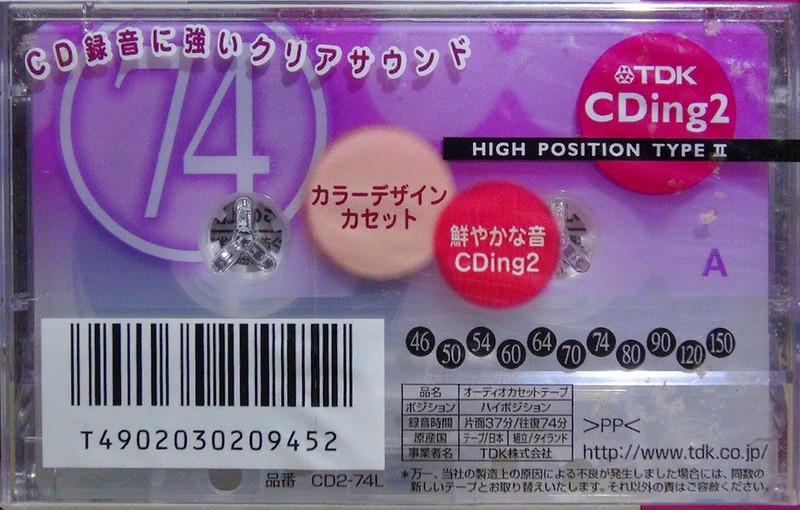 CD録音に強いクリアサウンド
74
TDK
CDing2
HIGH POSITION TYPE II
カラーデザイン
カセット
鮮やかな音
CDing2
A
46 50 54 60 64 70 74 80 90 120 150
T4902030209452
品名 オーディオカセットテープ
ポジション ハイポジション
録音時間 片面37分/往復74分
原産国 テープ/日本 組立/タイランド
事業者名 TDK株式会社
>PP<
http://www.tdk.co.jp/
品番 CD2-74L
*万一、当社の製造上の原因による不良が発生しました場合には、同数の
新しいテープとお取り替えいたします。それ以外の責はご容赦ください。